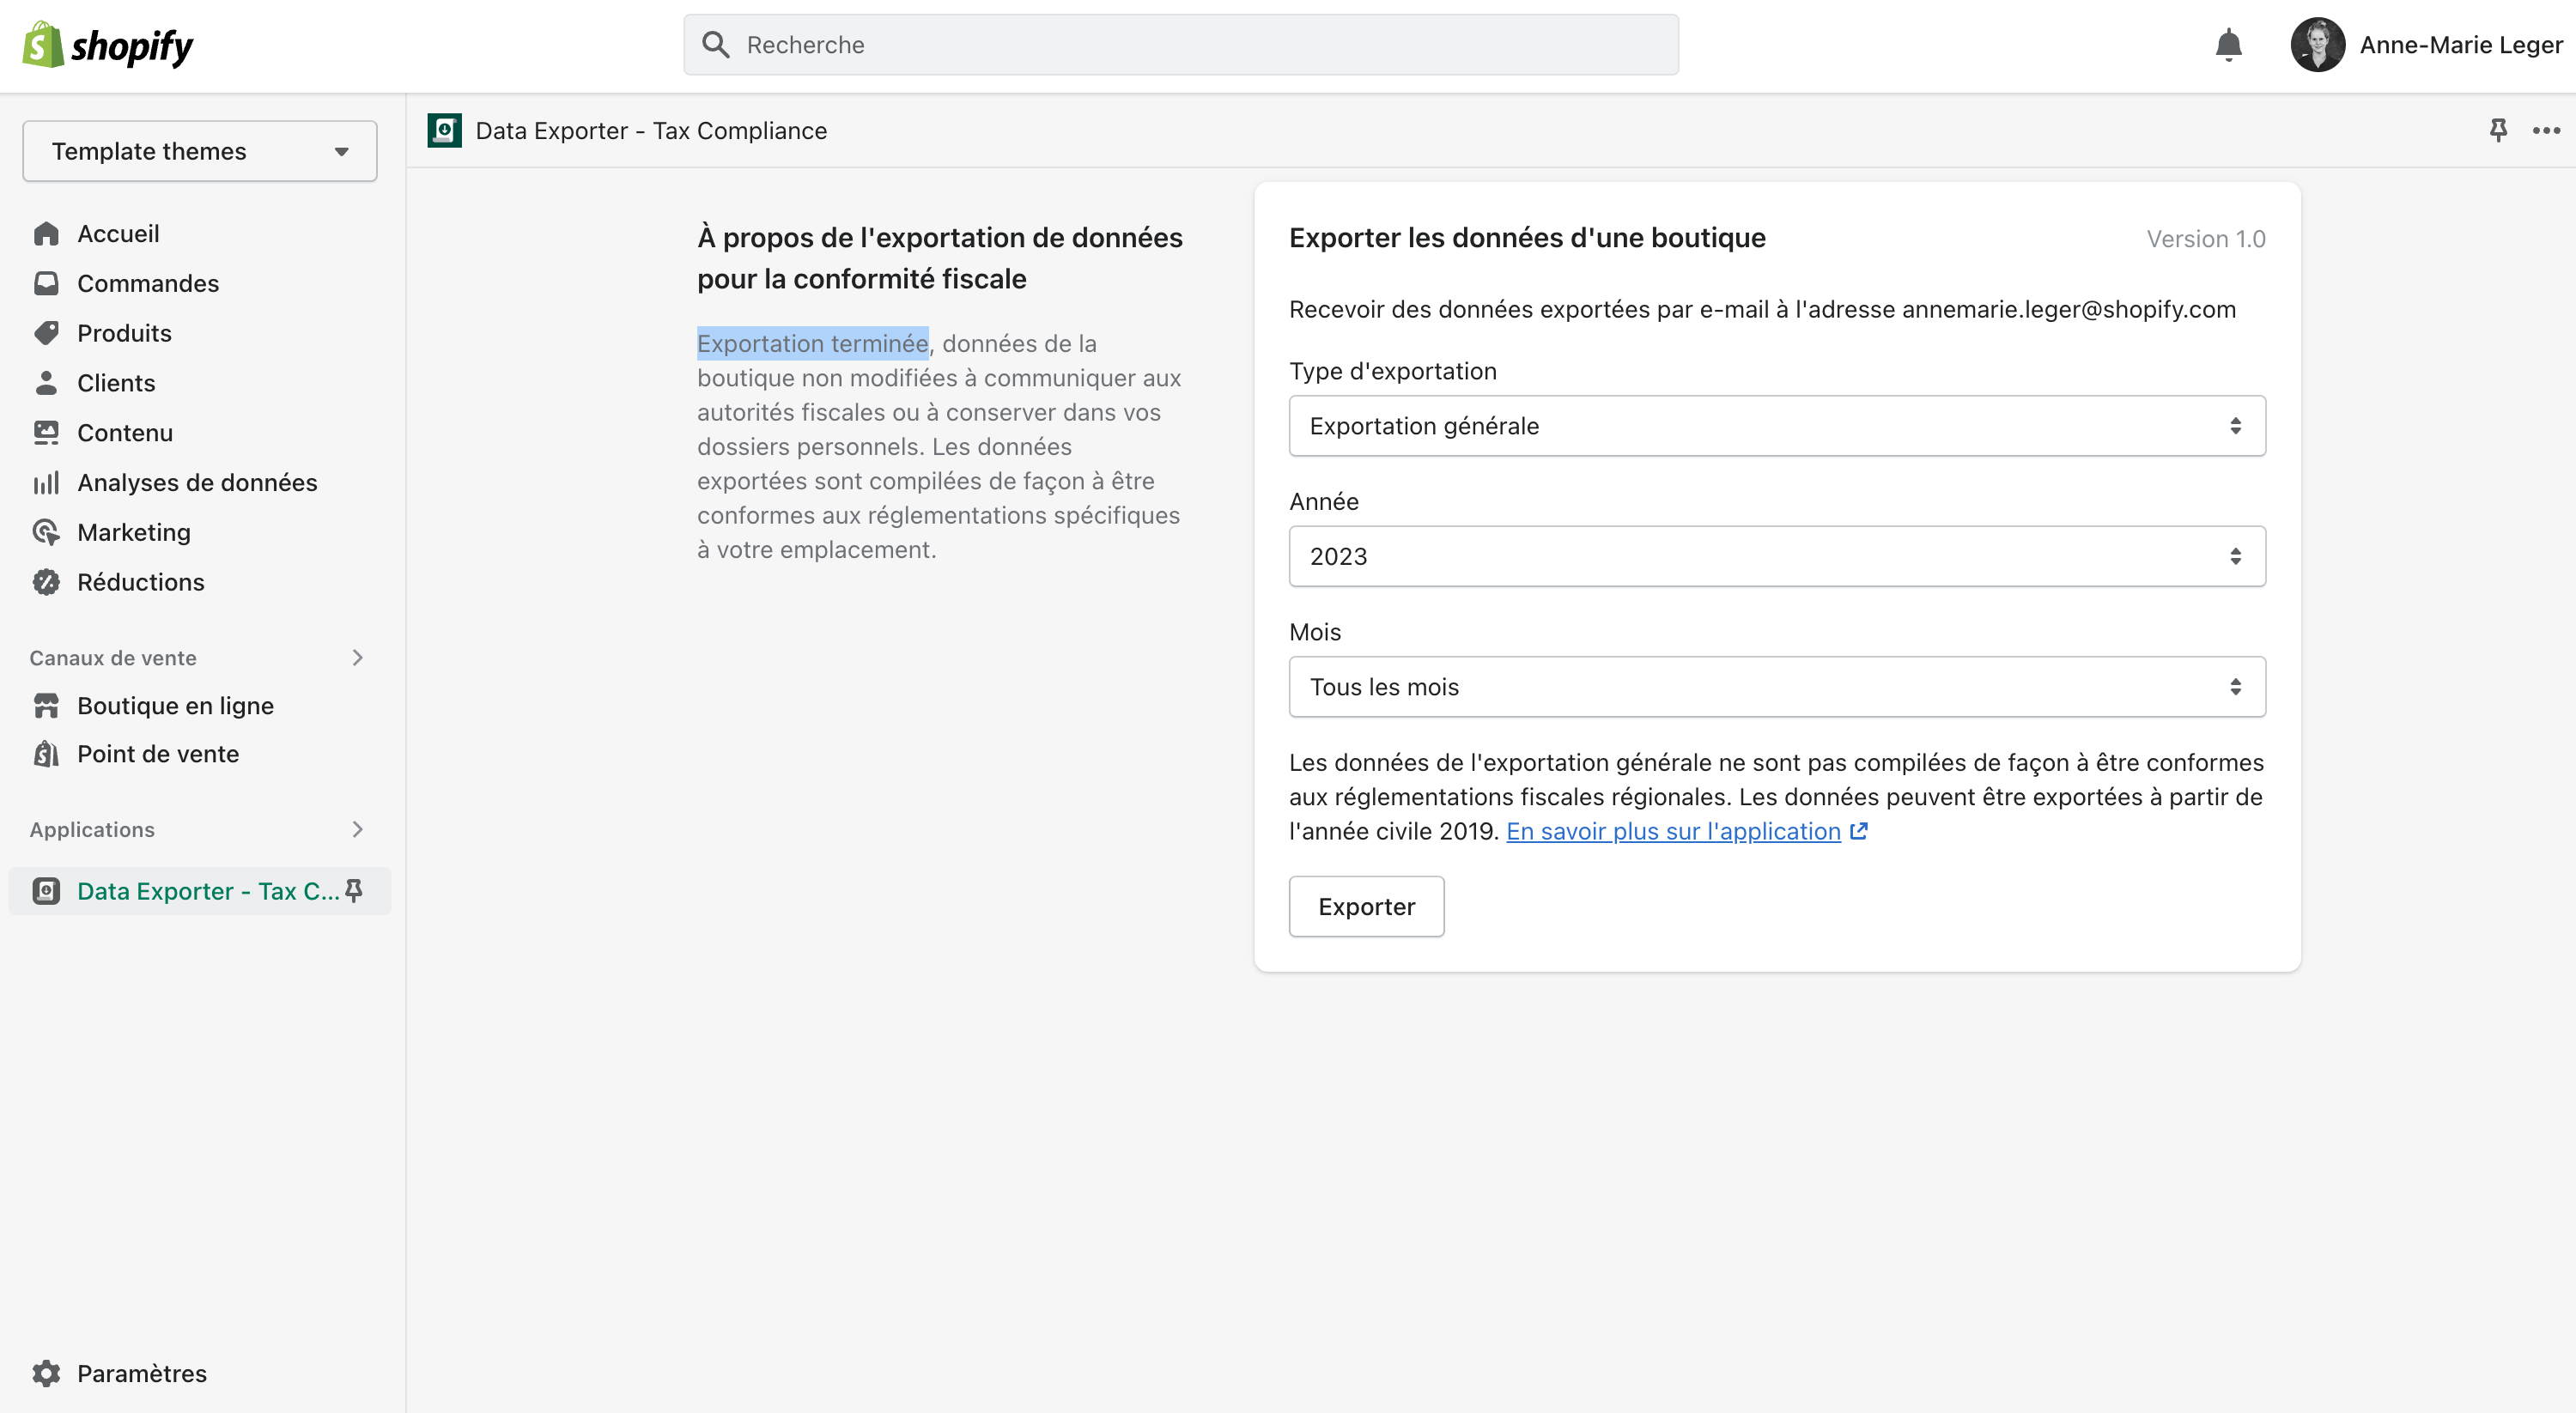 shopify
Recherche
Anne-Marie Leger
Template themes
Data Exporter - Tax Compliance
Accueil
Commandes
Produits
Clients
Contenu
Analyses de données
Marketing
Réductions
Canaux de vente
Boutique en ligne
Point de vente
Applications
Data Exporter - Tax C...
Paramètres
À propos de l'exportation de données
pour la conformité fiscale
Exportation terminée, données de la
boutique non modifiées à communiquer aux
autorités fiscales ou à conserver dans vos
dossiers personnels. Les données
exportées sont compilées de façon à être
conformes aux réglementations spécifiques
à votre emplacement.
Exporter les données d'une boutique
Version 1.0
Recevoir des données exportées par e-mail à l'adresse annemarie.leger@shopify.com
Type d'exportation
Exportation générale
Année
2023
Mois
Tous les mois
Les données de l'exportation générale ne sont pas compilées de façon à être conformes
aux réglementations fiscales régionales. Les données peuvent être exportées à partir de
l'année civile 2019. En savoir plus sur l'application
Exporter